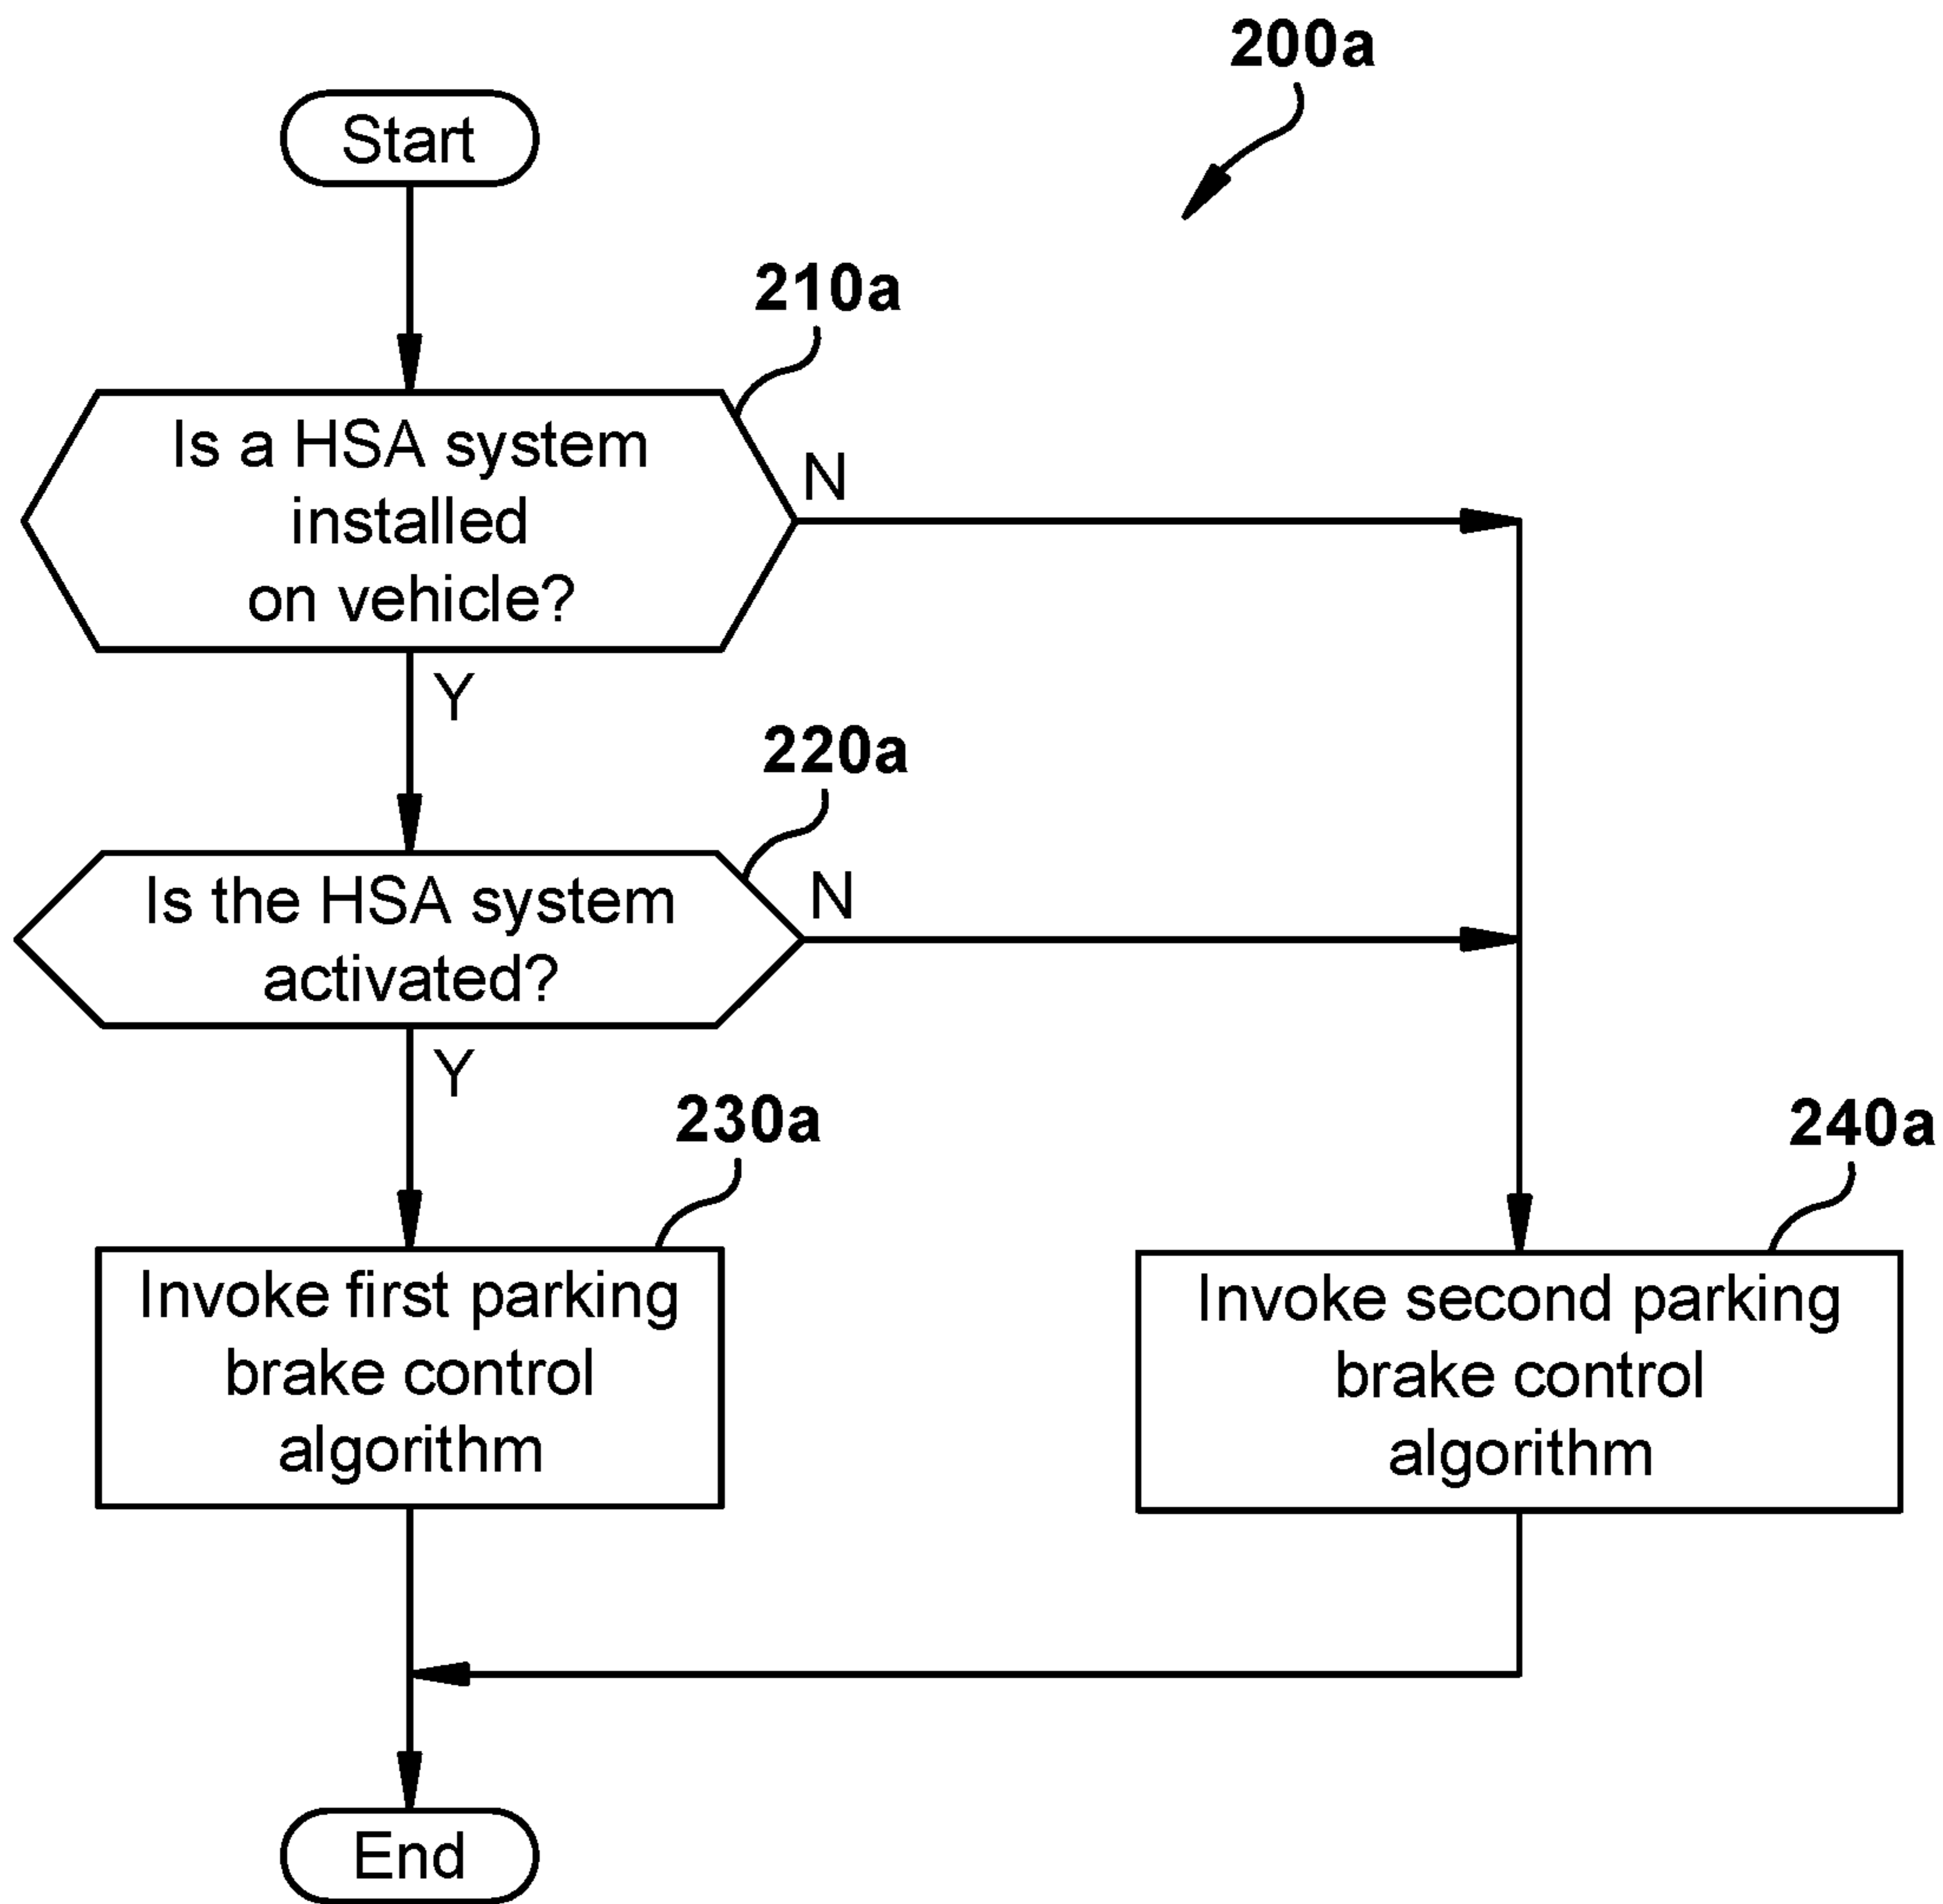 200a
Start
210a
Is a HSA system
installed
on vehicle?
N
Y
220a
Is the HSA system
activated?
N
Y
230a
Invoke first parking
brake control
algorithm
240a
Invoke second parking
brake control
algorithm
End